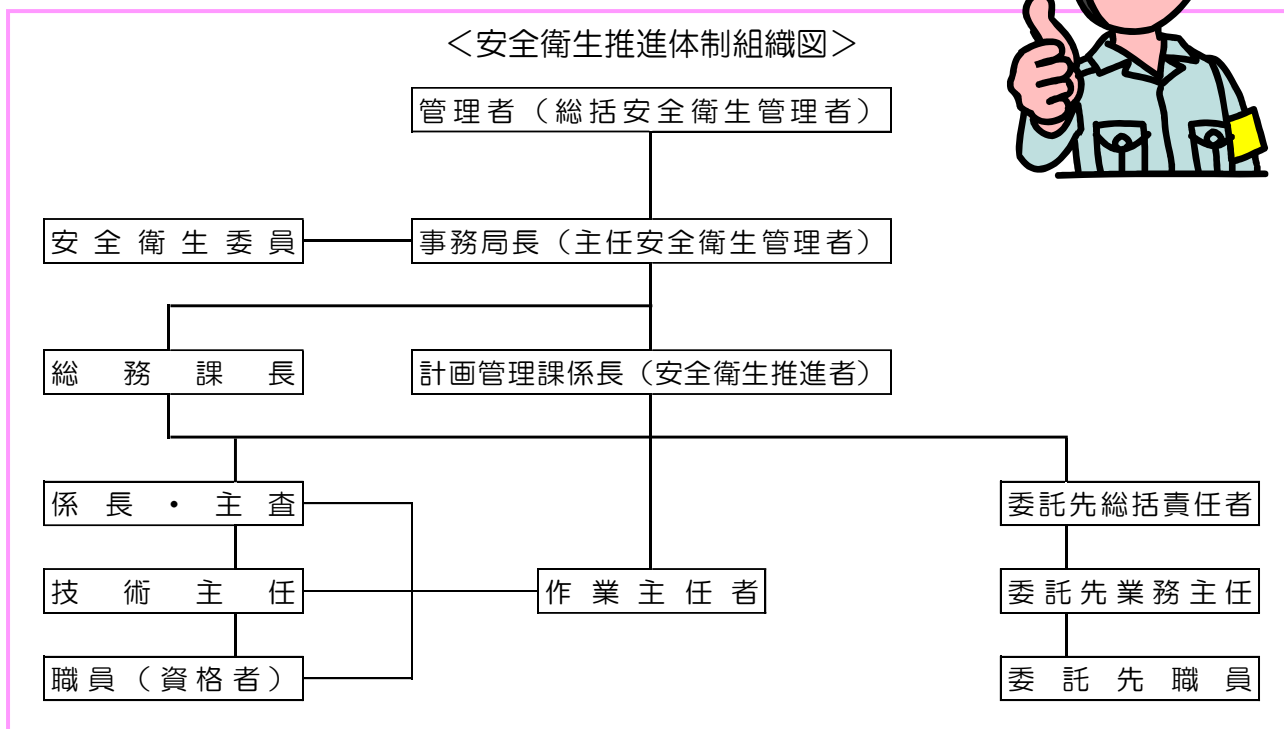 ＜安全衛生推進体制組織図＞
管理者（総括安全衛生管理者）
安全衛生委員
事務局長（主任安全衛生管理者）
総務課長
計画管理課係長（安全衛生推進者）
係長・主査
委託先総括責任者
技術主任
作業主任者
委託先業務主任
職員（資格者）
委託先職員